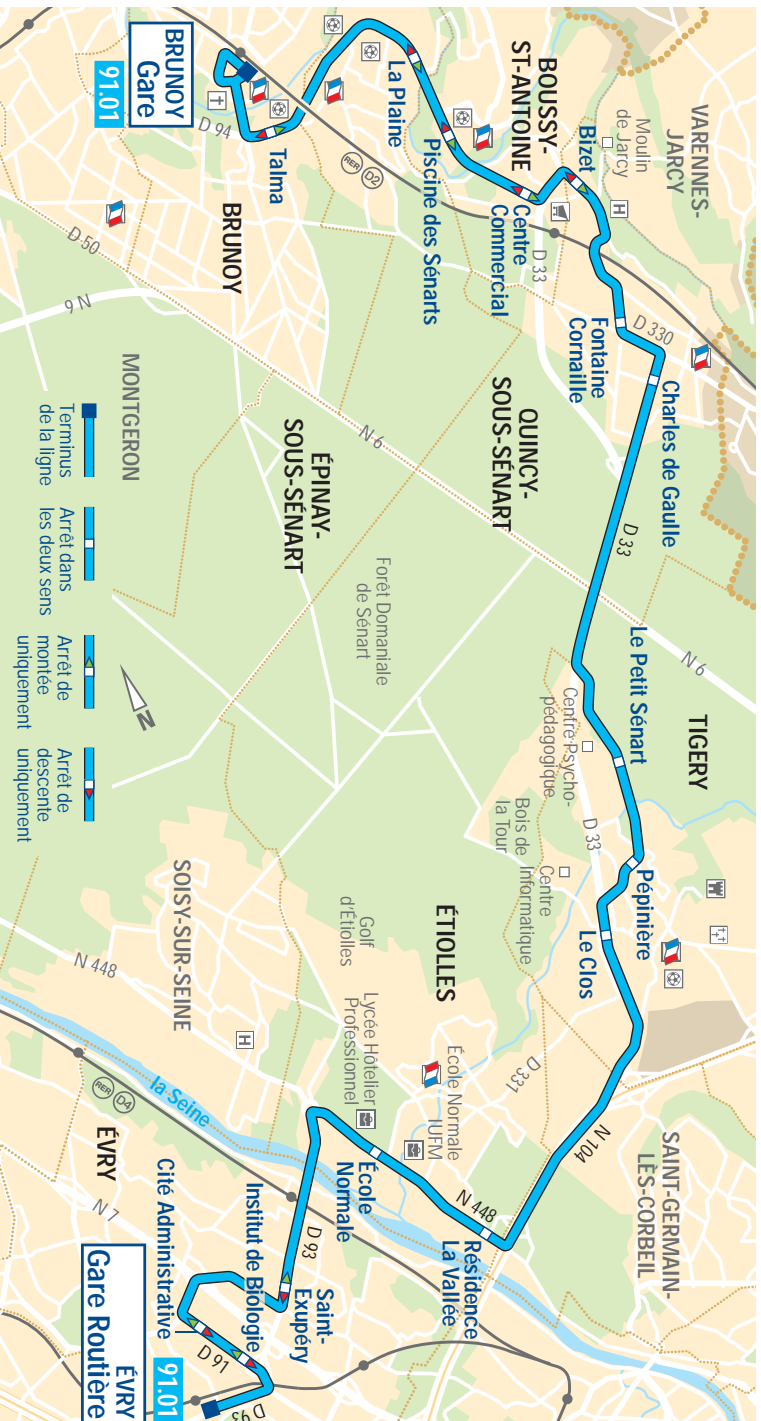 VARENNES-
JARCY
Moulin
de Jarcy
BOUSSY-
ST-ANTOINE
Bizet
H
La Plaine
Piscine des Sénarts
Centre
Commercial
D 33
BRUNOY
Gare
91.01
D 94
Talma
RER D2
BRUNOY
D 50
N 6
Fontaine
Cornaille
D 330
Charles de Gaulle
QUINCY-
SOUS-SÉNART
D 33
N 6
N 6
ÉPINAY-
SOUS-SÉNART
MONTGERON
Forêt Domaniale
de Sénart
Le Petit Sénart
TIGERY
Centre Psycho-
pédagogique
D 33
Bois de
la Tour
Centre
Informatique
Pépinière
Le Clos
ÉTIOLLES
Golf
d'Étiolles
SOISY-SUR-SEINE
N 448
H
Lycée Hôtelier
Professionnel
École Normale
IUFM
D 331
N 104
SAINT-GERMAIN-
LÈS-CORBEIL
N 448
École
Normale
Résidence
La Vallée
la Seine
RER D4
ÉVRY
N 7
D 93
Saint-
Exupéry
Institut de Biologie
Cité Administrative
D 91
D 93
91.01
ÉVRY
Gare Routière
Terminus
de la ligne
Arrêt dans
les deux sens
Arrêt de
montée
uniquement
Arrêt de
descente
uniquement
N